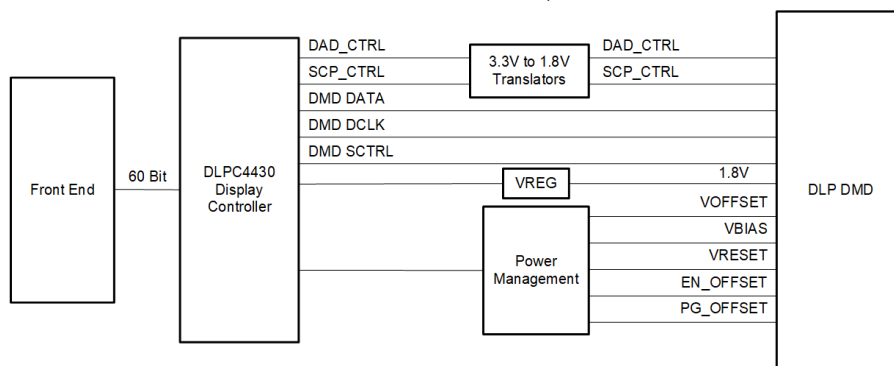 DAD_CTRL
SCP_CTRL
DMD DATA
DMD DCLK
DMD SCTRL
3.3V to 1.8V
Translators
DAD_CTRL
SCP_CTRL
Front End
60 Bit
DLPC4430
Display
Controller
VREG
1.8V
DLP DMD
VOFFSET
VBIAS
VRESET
EN_OFFSET
PG_OFFSET
Power
Management